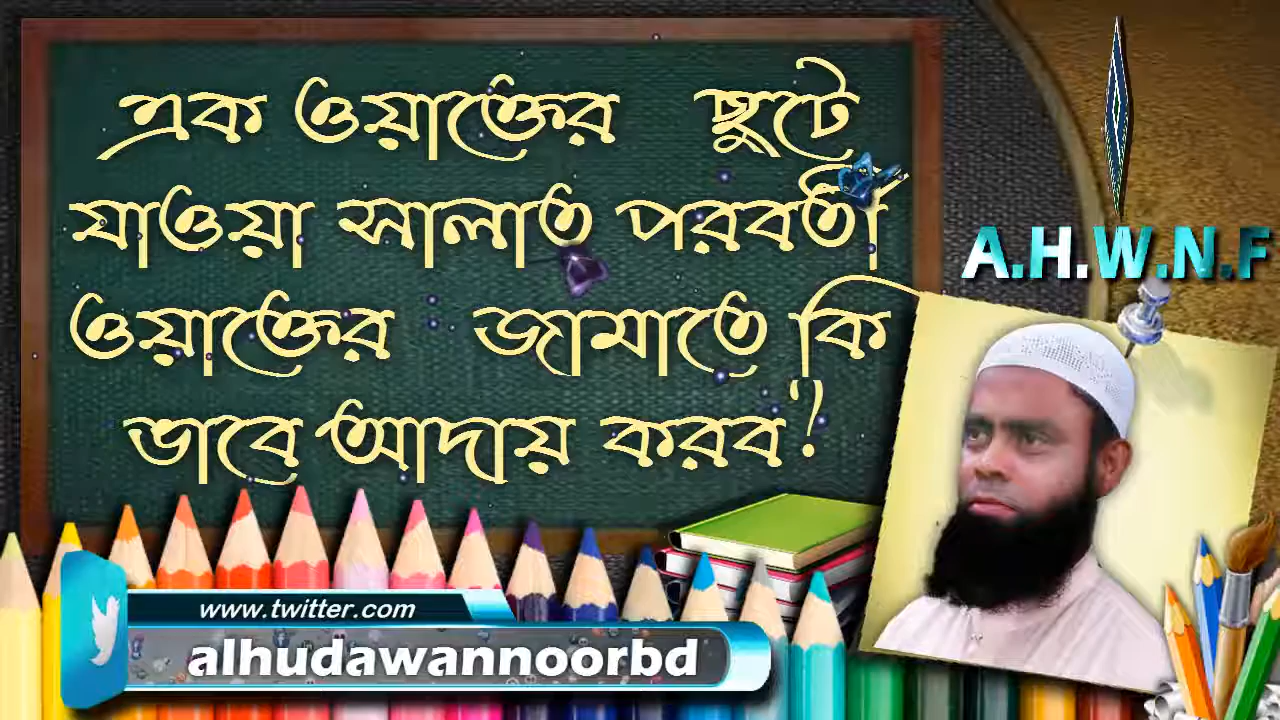 এক ওয়াক্তের ছুটে
যাওয়া সালাত পরবর্তী
ওয়াক্তের জামাতে কি
ভাবে আদায় করব?
A.H.W.N.F
www.twitter.com
alhudawannoorbd